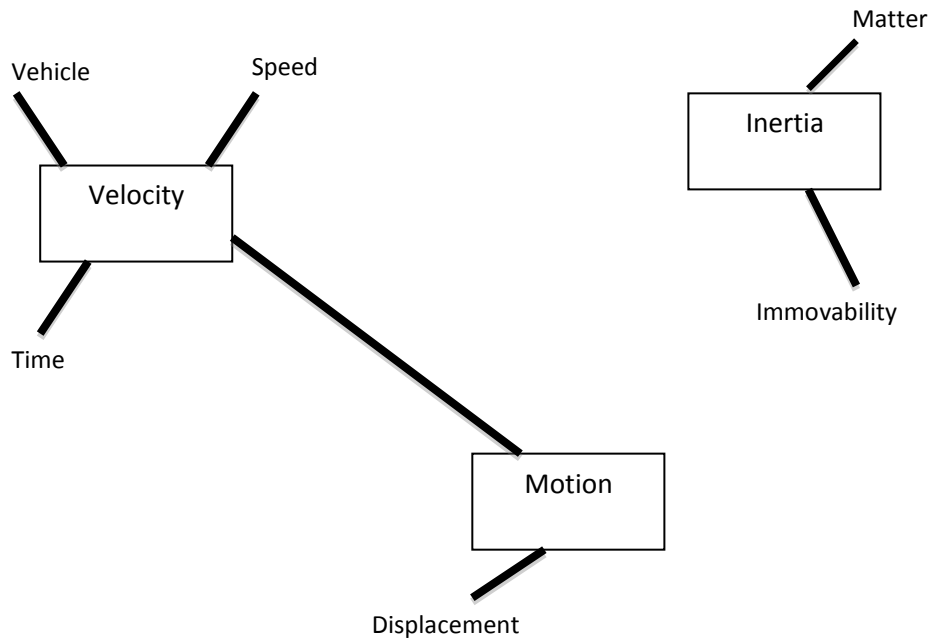 Matter
Vehicle
Speed
Inertia
Velocity
Immovability
Time
Motion
Displacement